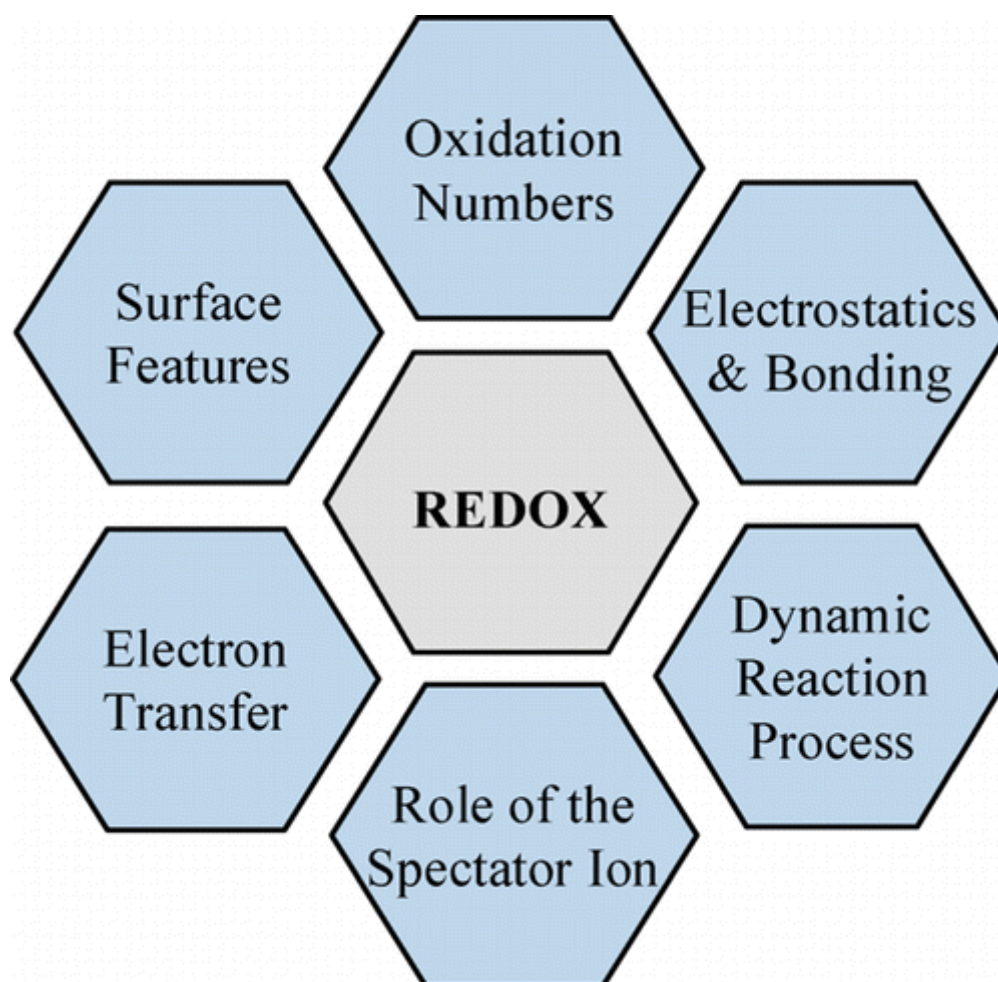 Oxidation
Numbers
Surface
Features
Electrostatics
& Bonding
REDOX
Electron
Transfer
Dynamic
Reaction
Process
Role of the
Spectator Ion